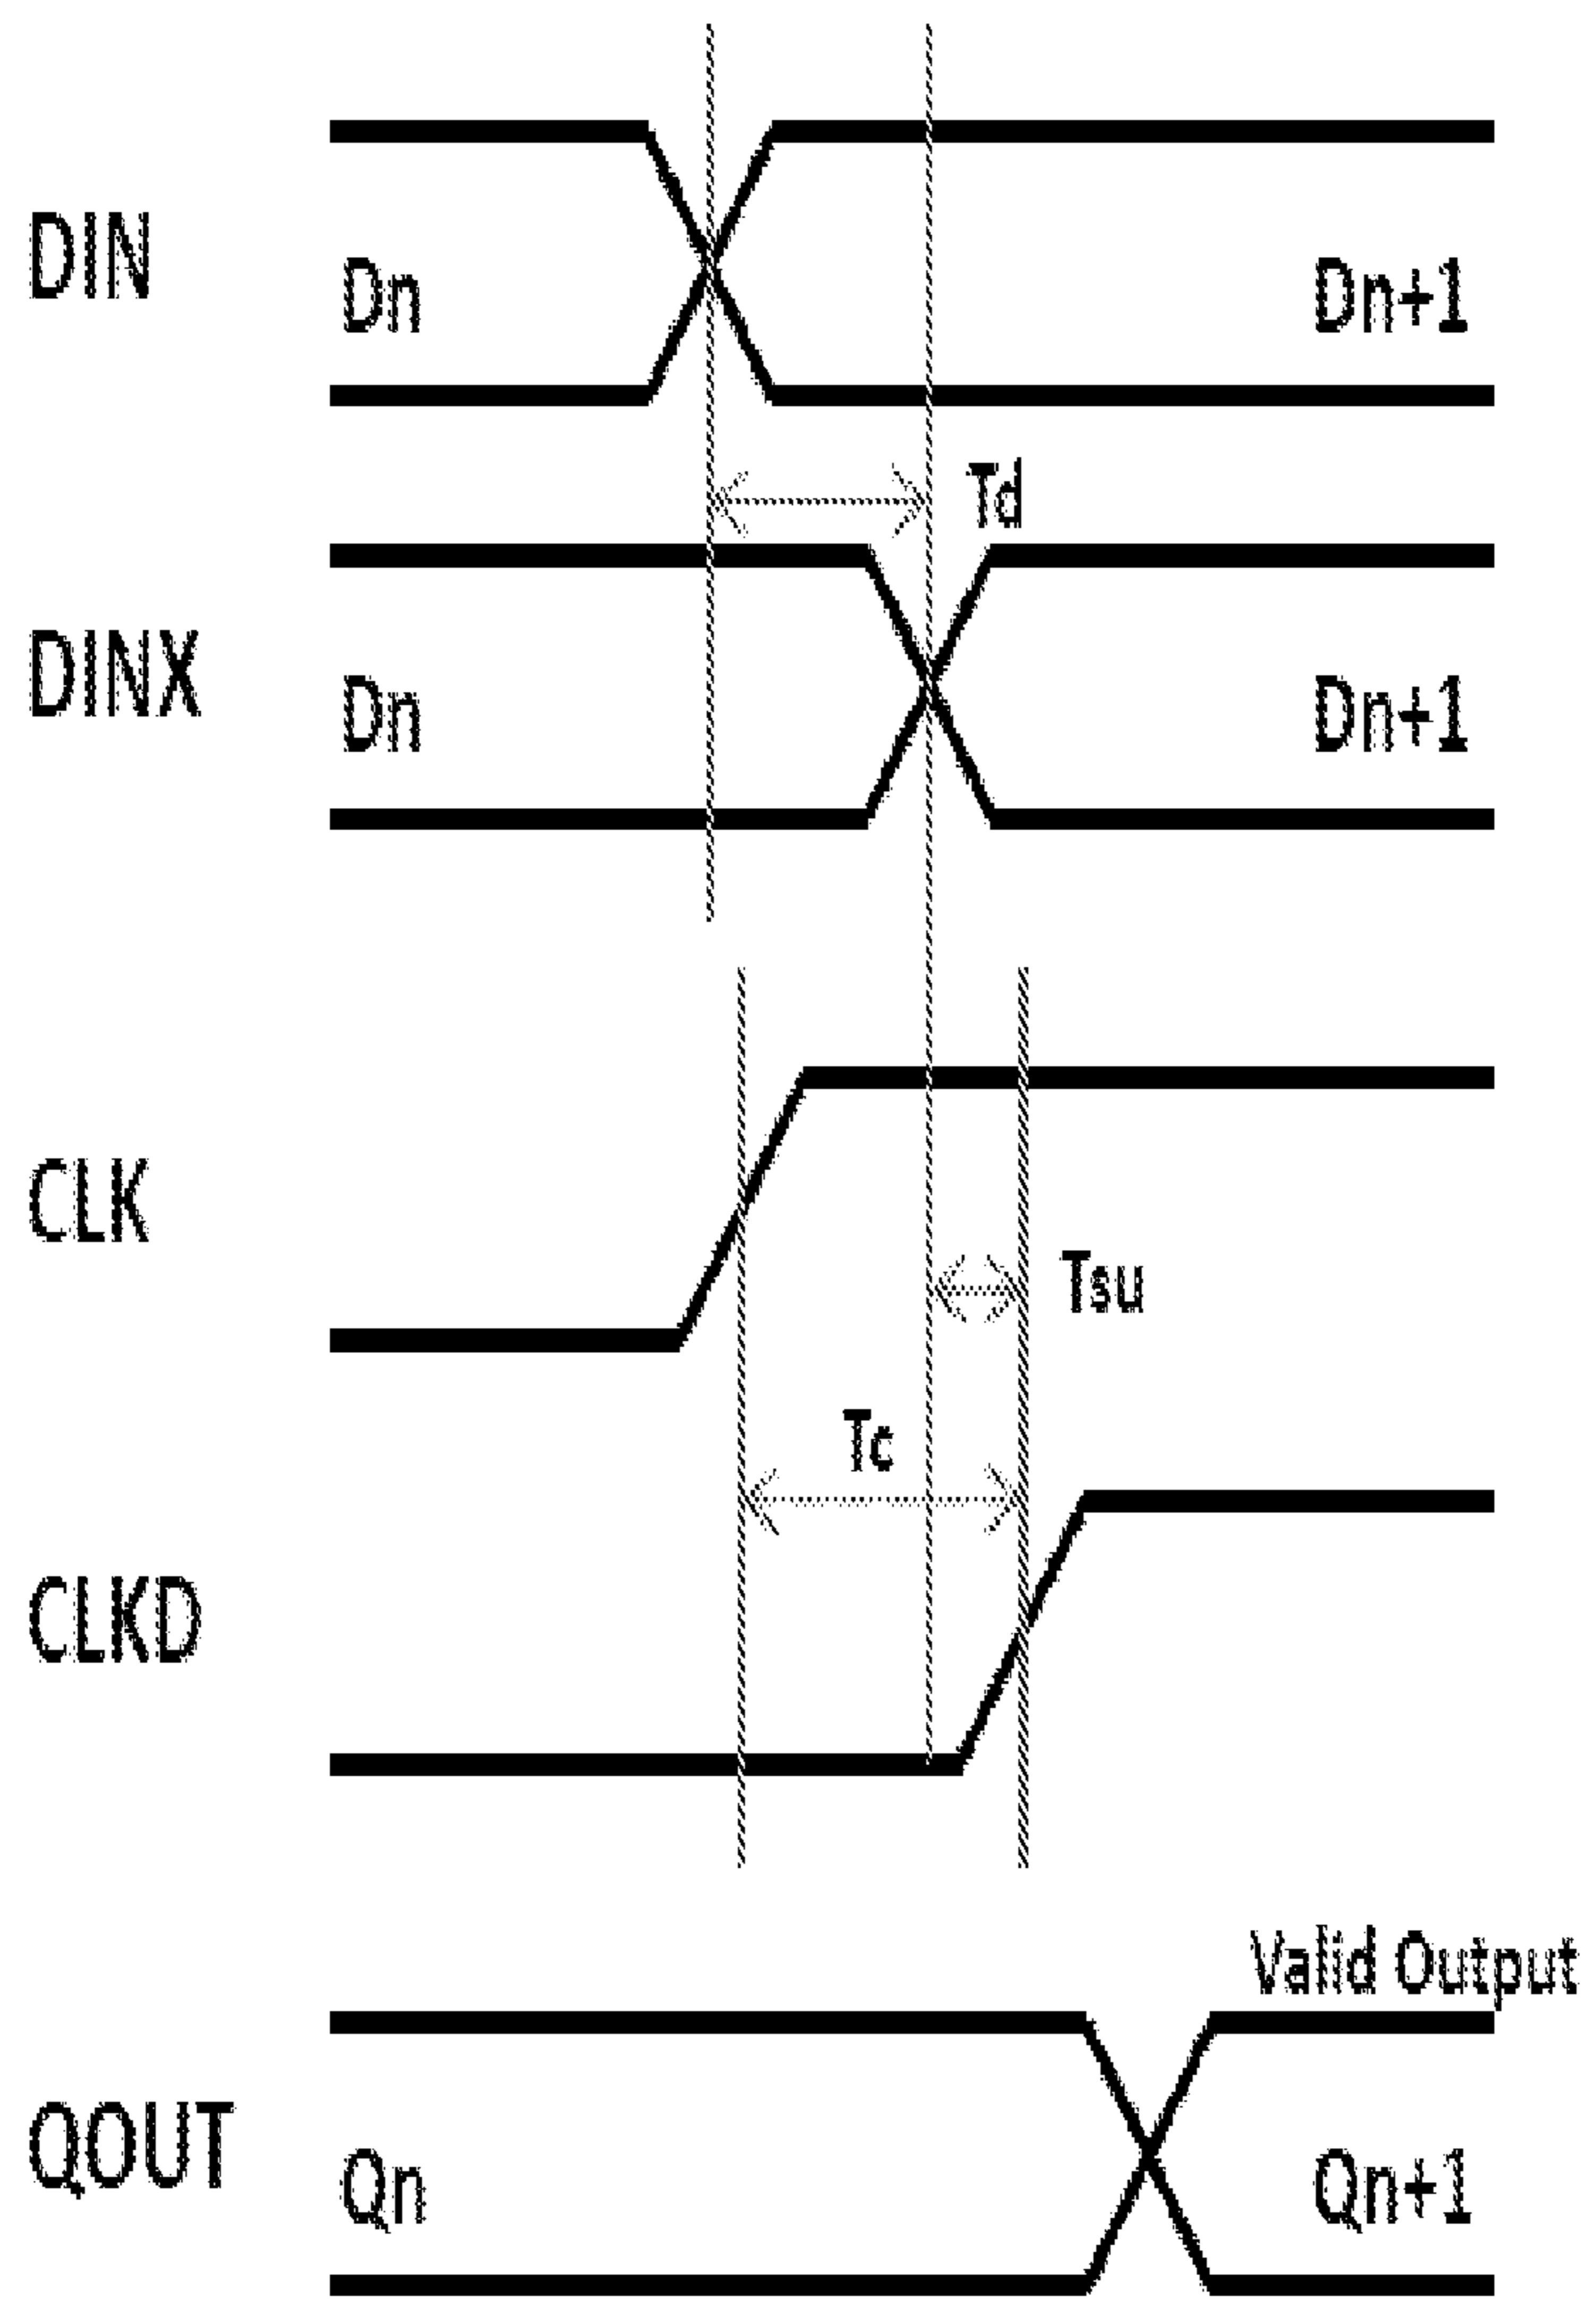 DIN
Dn
Dn+1
Td
DINX
Dn
Dn+1
CLK
Tsu
Tc
CLKD
Valid Output
QOUT
Qn
Qn+1